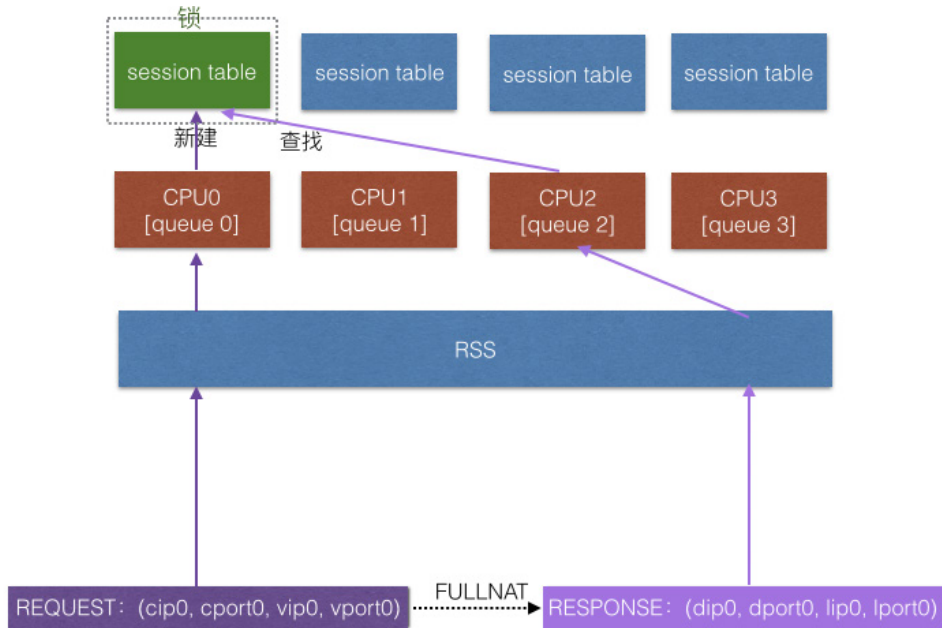 锁
session table
session table
session table
session table
新建
查找
CPU0
[queue 0]
CPU1
[queue 1]
CPU2
[queue 2]
CPU3
[queue 3]
RSS
FULLNAT
REQUEST：(cip0, cport0, vip0, vport0)
RESPONSE：(dip0, dport0, lip0, lport0)